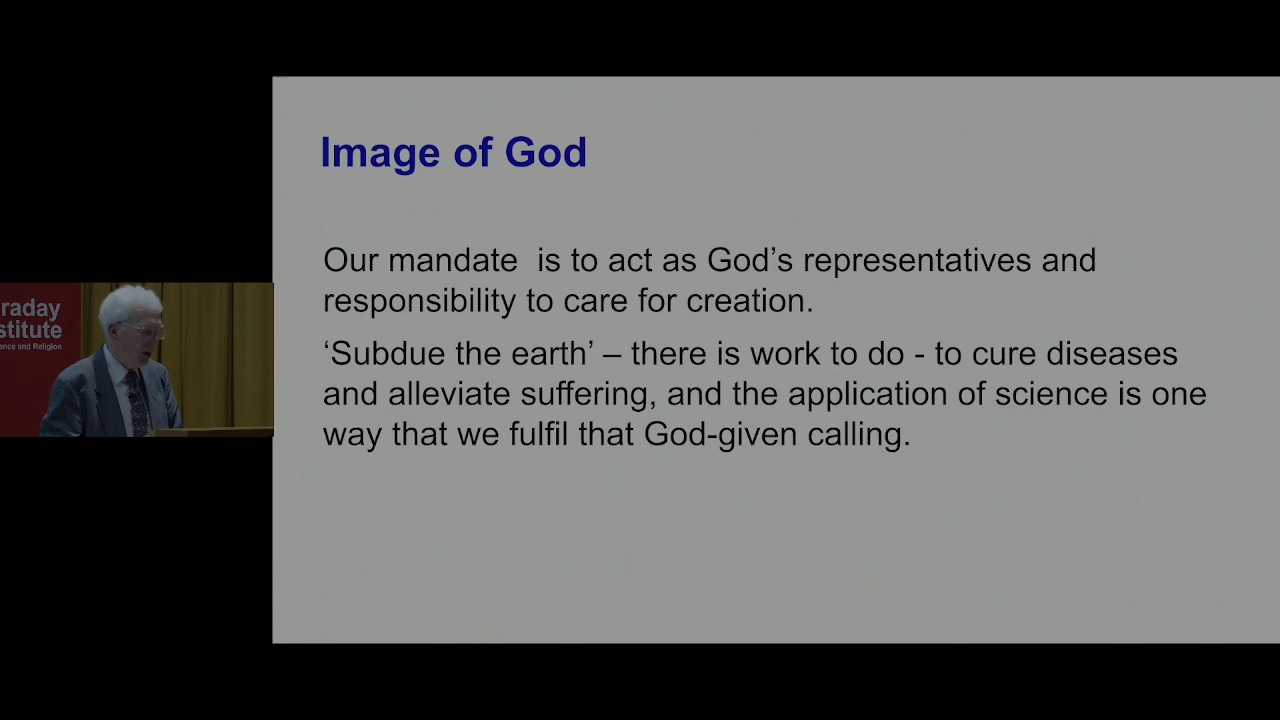 Image of God
Our mandate  is to act as God’s representatives and
responsibility to care for creation.
‘Subdue the earth’ – there is work to do - to cure diseases
and alleviate suffering, and the application of science is one
way that we fulfil that God-given calling.
raday
stitute
ence and Religion